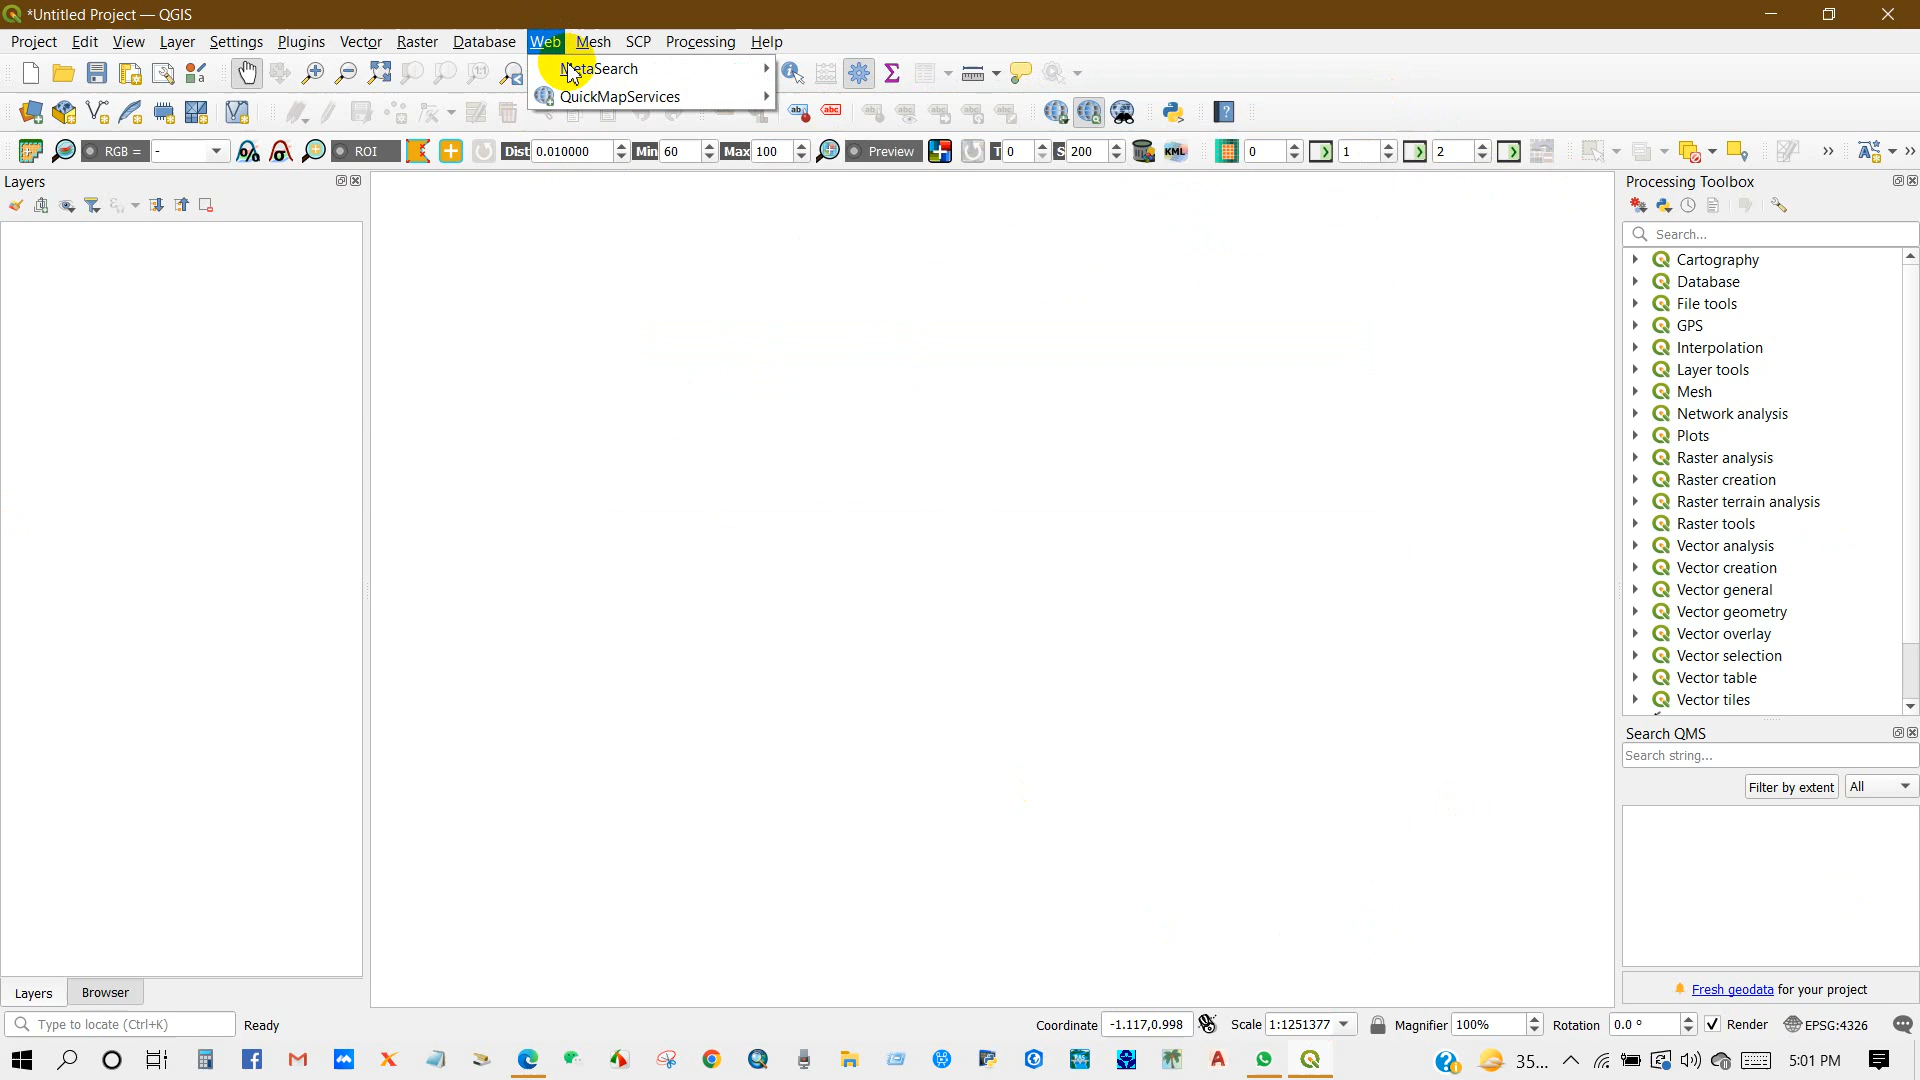 *Untitled Project — QGIS
Project Edit View Layer Settings Plugins Vector Raster Database Web Mesh SCP Processing Help
MetaSearch
QuickMapServices
RGB = - ROI Dist 0.010000 Min 60 Max 100 Preview T 0 S 200 KML 0 1 2
Layers
Processing Toolbox
Search...
Cartography
Database
File tools
GPS
Interpolation
Layer tools
Mesh
Network analysis
Plots
Raster analysis
Raster creation
Raster terrain analysis
Raster tools
Vector analysis
Vector creation
Vector general
Vector geometry
Vector overlay
Vector selection
Vector table
Vector tiles
Search QMS
Search string...
Filter by extent All
Fresh geodata for your project
Layers Browser
Type to locate (Ctrl+K) Ready Coordinate -1.117,0.998 Scale 1:1251377 Magnifier 100% Rotation 0.0 ° Render EPSG:4326
35... 5:01 PM